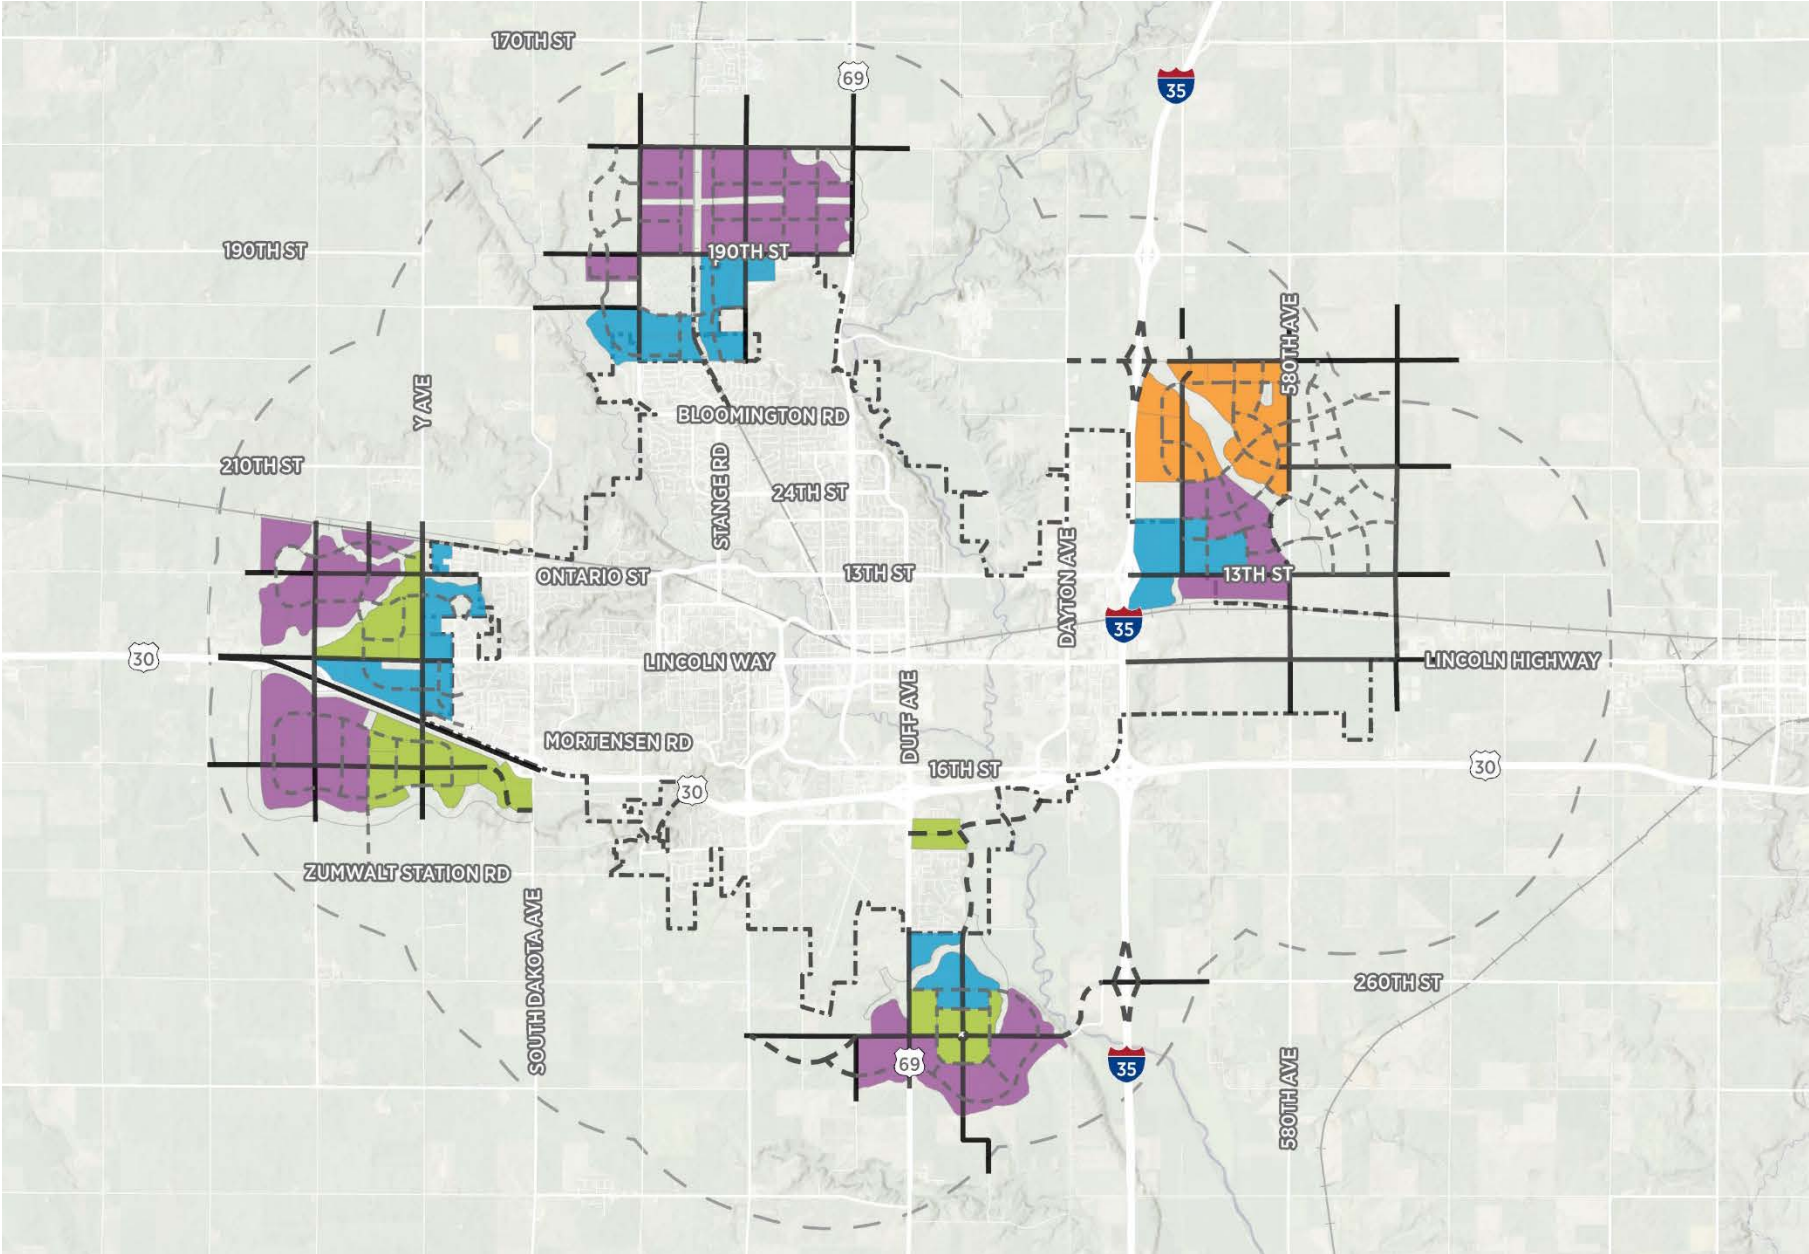 170TH ST
69
35
190TH ST
190TH ST
580TH AVE
Y AVE
BLOOMINGTON RD
210TH ST
STANGE RD
24TH ST
ONTARIO ST
13TH ST
DAYTON AVE
13TH ST
35
30
LINCOLN WAY
LINCOLN HIGHWAY
DUFF AVE
MORTENSEN RD
16TH ST
30
30
ZUMWALT STATION RD
SOUTH DAKOTA AVE
260TH ST
69
35
580TH AVE